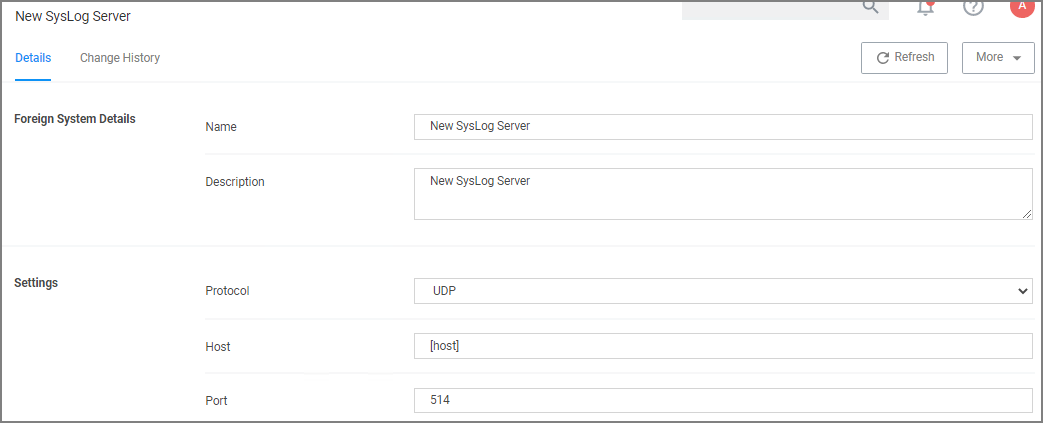 New SysLog Server
A
Details
Change History
Refresh
More
Foreign System Details
Name
New SysLog Server
Description
New SysLog Server
Settings
Protocol
UDP
Host
[host]
Port
514